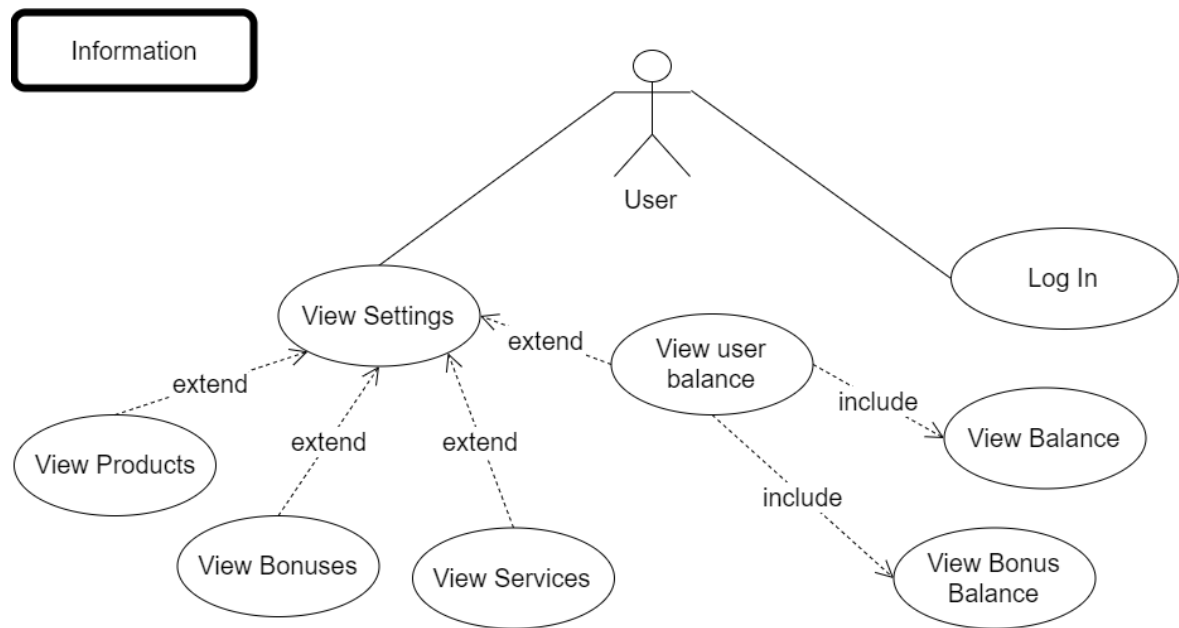 Information
User
Log In
View Settings
extend
View user
balance
extend
include
View Balance
extend
extend
View Products
include
View Bonuses
View Services
View Bonus
Balance